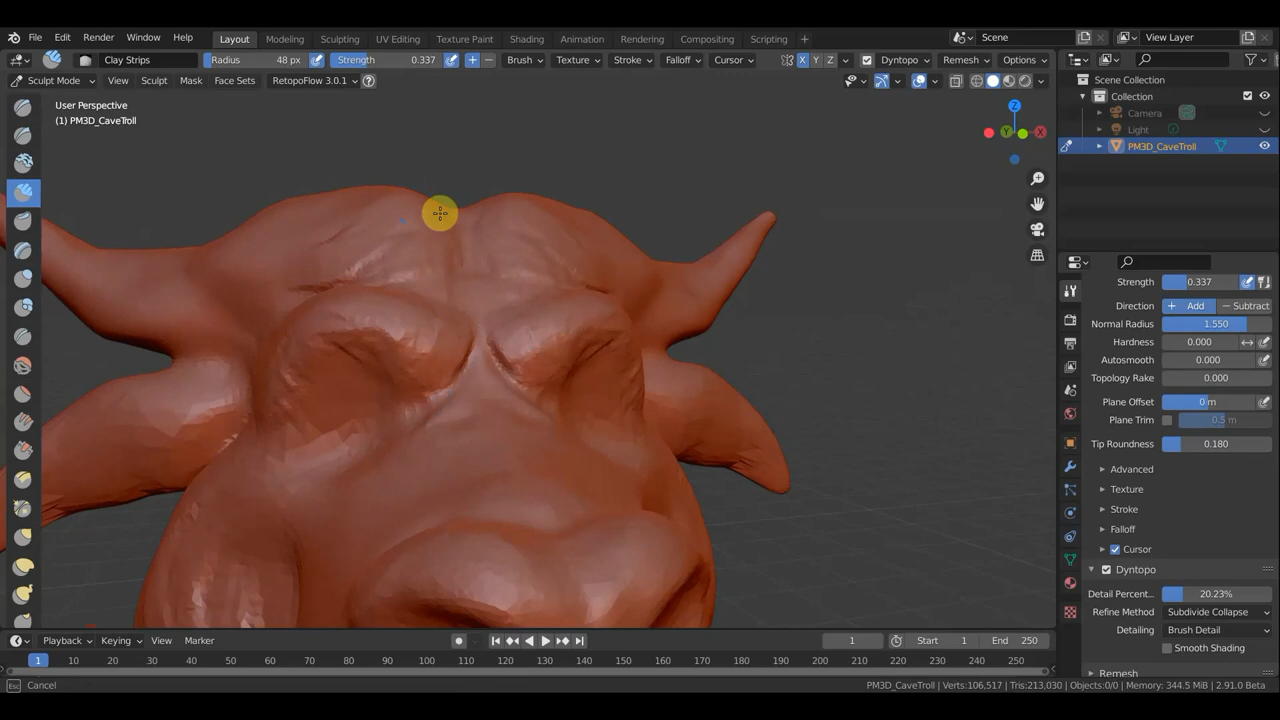 File Edit Render Window Help Layout Modeling Sculpting UV Editing Texture Paint Shading Animation Rendering Compositing Scripting + Scene View Layer
Clay Strips Radius 48 px Strength 0.337 Brush Texture Stroke Falloff Cursor X Y Z Dyntopo Remesh Options
Sculpt Mode View Sculpt Mask Face Sets RetopoFlow 3.0.1 ?
Scene Collection
User Perspective
Collection
(1) PM3D_CaveTroll
Camera
Light
PM3D_CaveTroll
Z
Y
X
Strength 0.337
Direction + Add − Subtract
Normal Radius 1.550
Hardness 0.000
Autosmooth 0.000
Topology Rake 0.000
Plane Offset 0 m
Plane Trim 0.5 m
Tip Roundness 0.180
Advanced
Texture
Stroke
Falloff
Cursor
Dyntopo
Detail Percent... 20.23%
Refine Method Subdivide Collapse
Detailing Brush Detail
Smooth Shading
Remesh
Playback Keying View Marker 1 Start 1 End 250
1 10 20 30 40 50 60 70 80 90 100 110 120 130 140 150 160 170 180 190 200 210 220 230 240 250
Esc Cancel PM3D_CaveTroll | Verts:106,517 | Tris:213,030 | Objects:0/0 | Memory: 344.5 MiB | 2.91.0 Beta